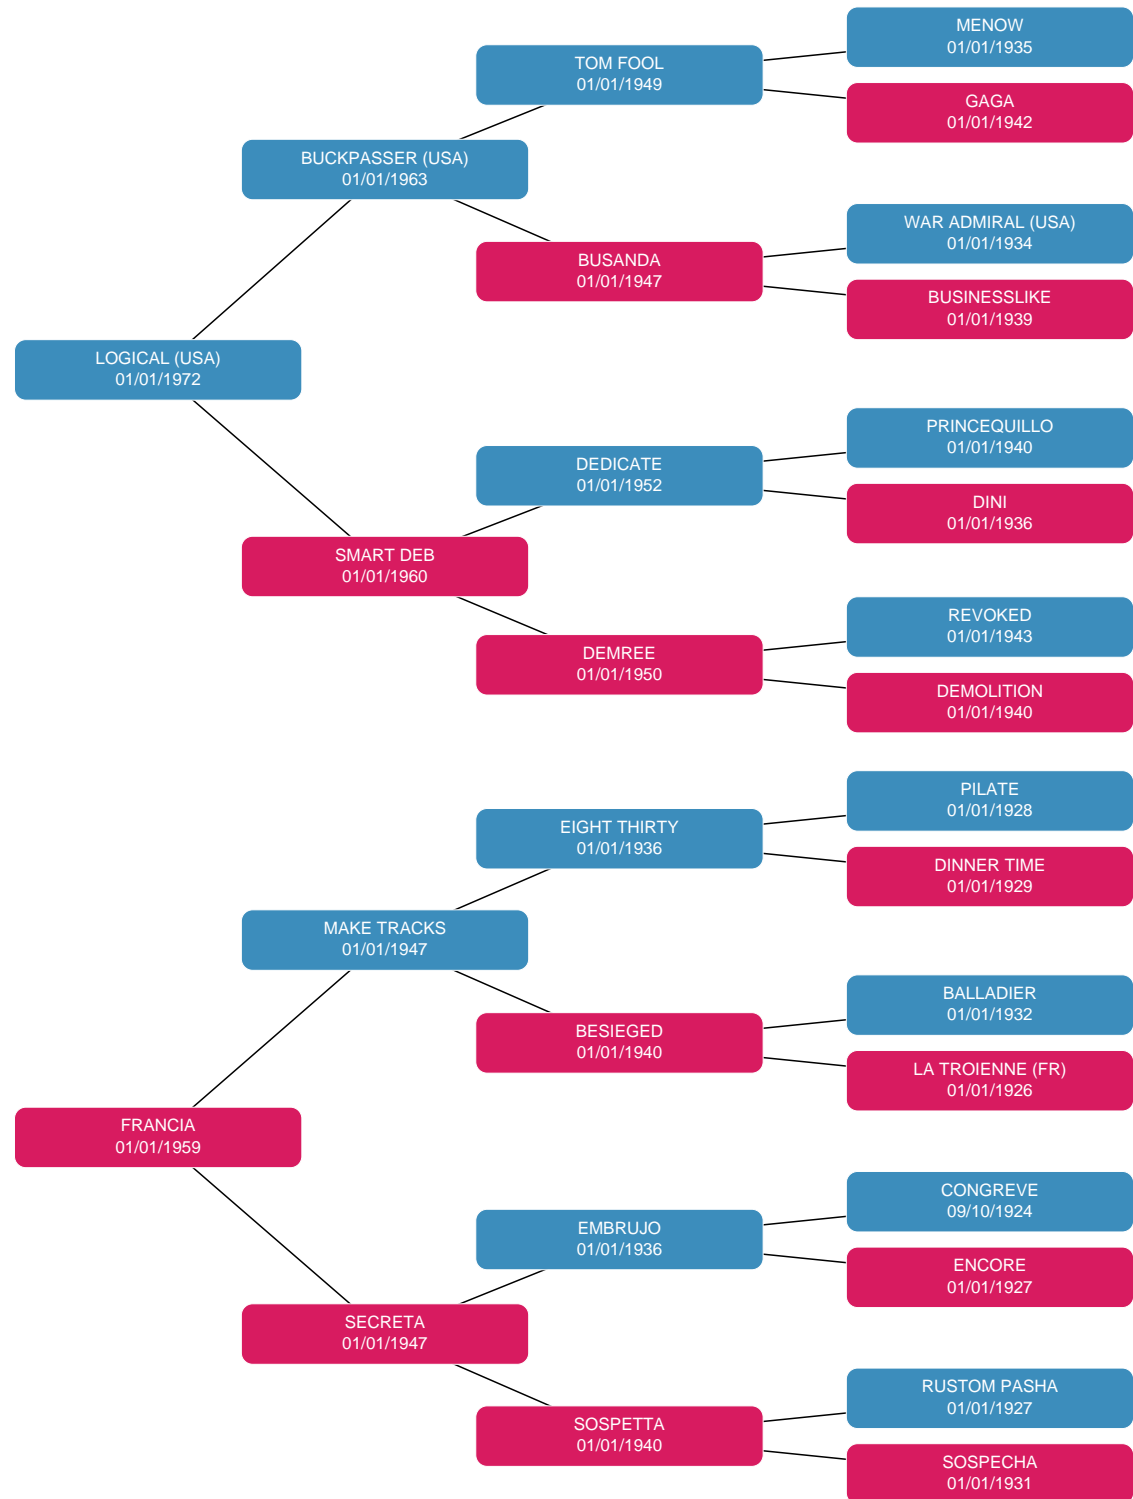 MENOW
01/01/1935
TOM FOOL
01/01/1949
GAGA
01/01/1942
BUCKPASSER (USA)
01/01/1963
WAR ADMIRAL (USA)
01/01/1934
BUSANDA
01/01/1947
BUSINESSLIKE
01/01/1939
LOGICAL (USA)
01/01/1972
PRINCEQUILLO
01/01/1940
DEDICATE
01/01/1952
DINI
01/01/1936
SMART DEB
01/01/1960
REVOKED
01/01/1943
DEMREE
01/01/1950
DEMOLITION
01/01/1940
PILATE
01/01/1928
EIGHT THIRTY
01/01/1936
DINNER TIME
01/01/1929
MAKE TRACKS
01/01/1947
BALLADIER
01/01/1932
BESIEGED
01/01/1940
LA TROIENNE (FR)
01/01/1926
FRANCIA
01/01/1959
CONGREVE
09/10/1924
EMBRUJO
01/01/1936
ENCORE
01/01/1927
SECRETA
01/01/1947
RUSTOM PASHA
01/01/1927
SOSPETTA
01/01/1940
SOSPECHA
01/01/1931